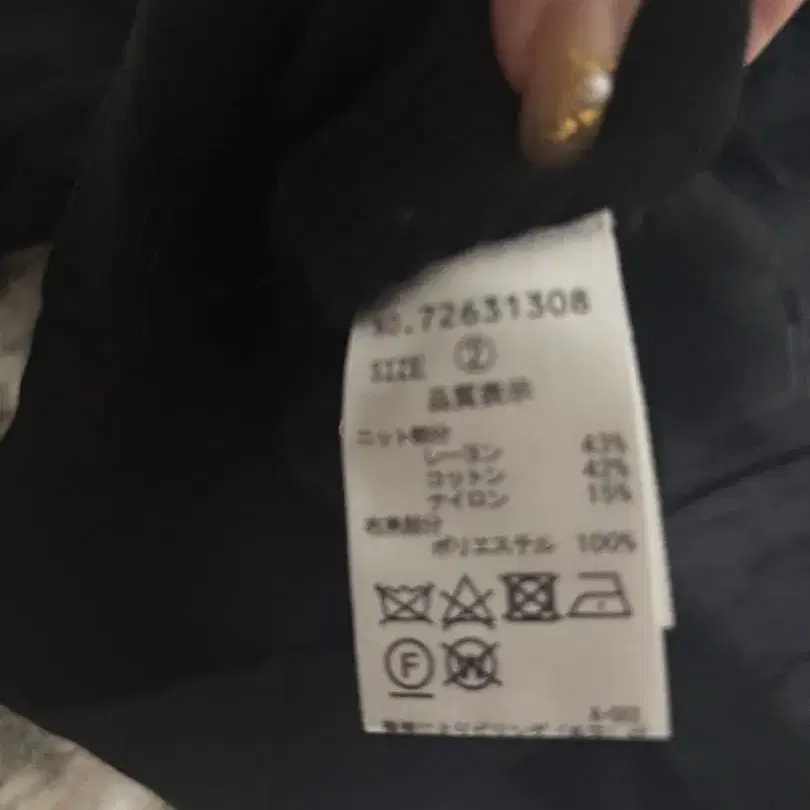 NO.72631308
SIZE ②
品質表示
ニット部分
レーヨン 43%
コットン 42%
ナイロン 15%
布帛部分
ポリエステル 100%
F
W